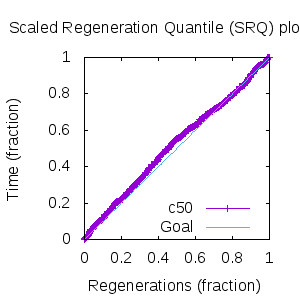 Scaled Regeneration Quantile (SRQ) plo
1
0.8
0.6
0.4
0.2
0
Time (fraction)
c50
Goal
0 0.2 0.4 0.6 0.8 1
Regenerations (fraction)